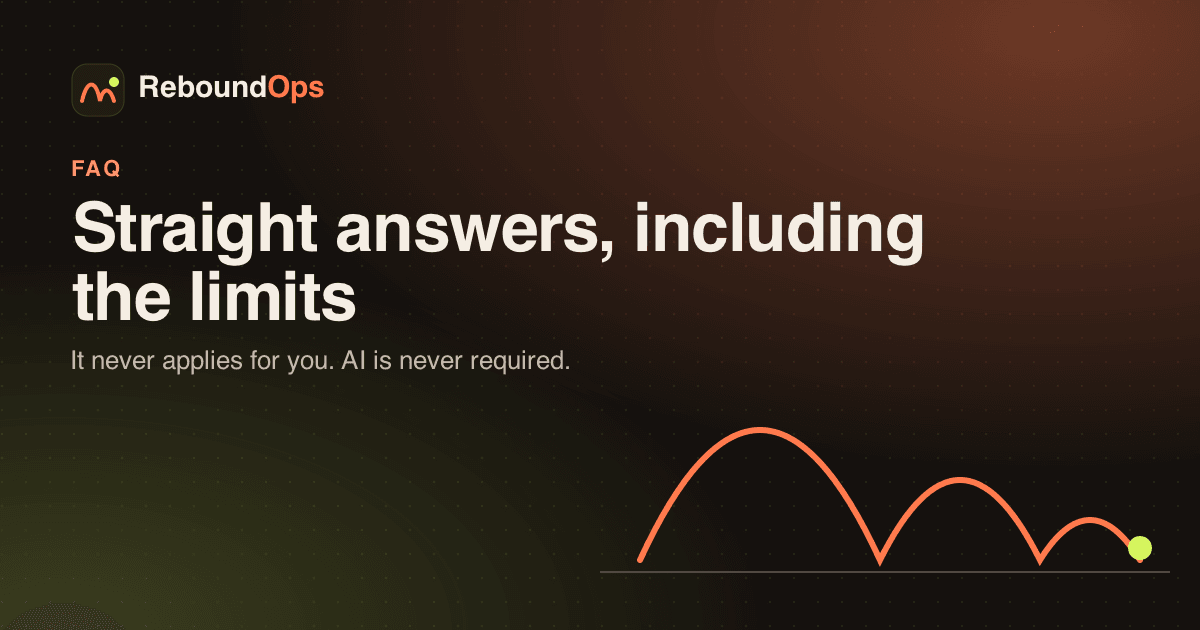 ReboundOps
FAQ
Straight answers, including
the limits
It never applies for you. AI is never required.